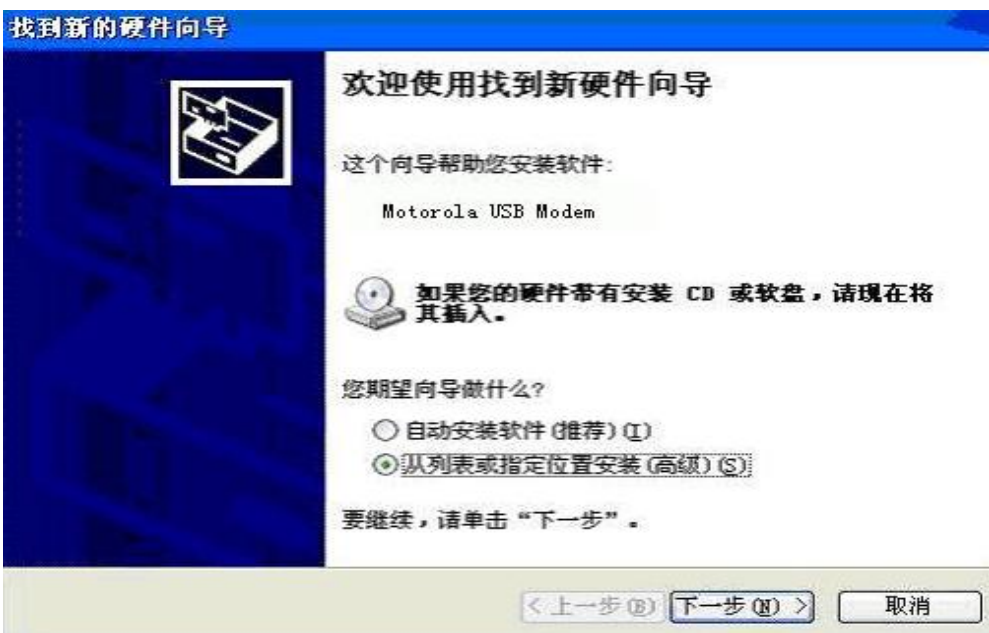 找到新的硬件向导
欢迎使用找到新硬件向导
这个向导帮助您安装软件:
Motorola USB Modem
如果您的硬件带有安装 CD 或软盘，请现在将
其插入。
您期望向导做什么?
自动安装软件(推荐)(I)
从列表或指定位置安装(高级)(S)
要继续，请单击“下一步”。
< 上一步(B)
下一步(N) >
取消